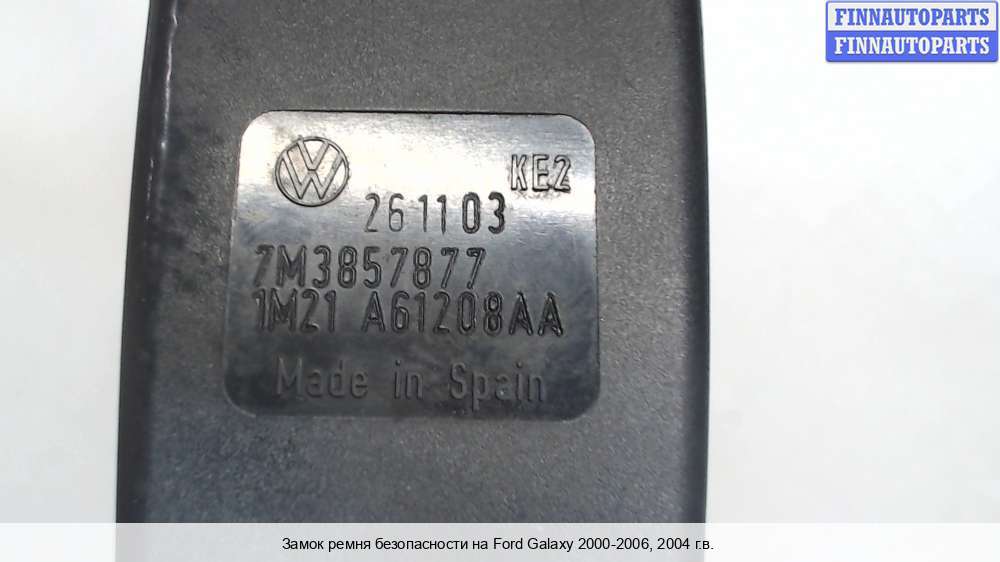 FINNAUTOPARTS
FINNAUTOPARTS
KE2
261103
7M3857877
1M21 A61208AA
Made in Spain
Замок ремня безопасности на Ford Galaxy 2000-2006, 2004 г.в.